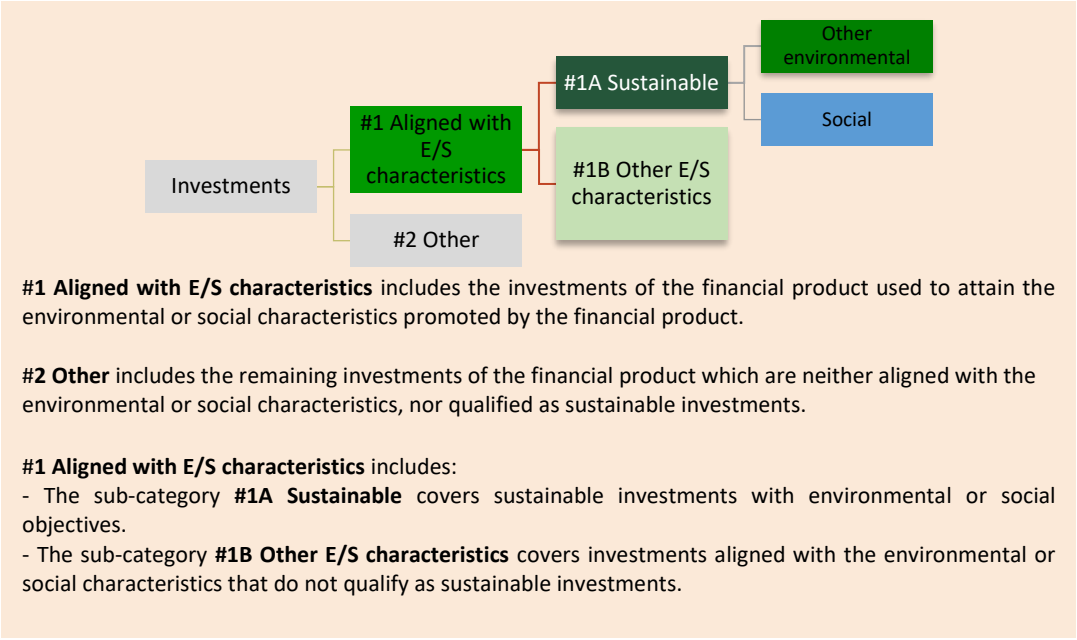 Other
environmental
#1A Sustainable
#1 Aligned with
E/S
characteristics
Social
Investments
#1B Other E/S
characteristics
#2 Other
#1 Aligned with E/S characteristics includes the investments of the financial product used to attain the
environmental or social characteristics promoted by the financial product.
#2 Other includes the remaining investments of the financial product which are neither aligned with the
environmental or social characteristics, nor qualified as sustainable investments.
#1 Aligned with E/S characteristics includes:
- The sub-category #1A Sustainable covers sustainable investments with environmental or social
objectives.
- The sub-category #1B Other E/S characteristics covers investments aligned with the environmental or
social characteristics that do not qualify as sustainable investments.